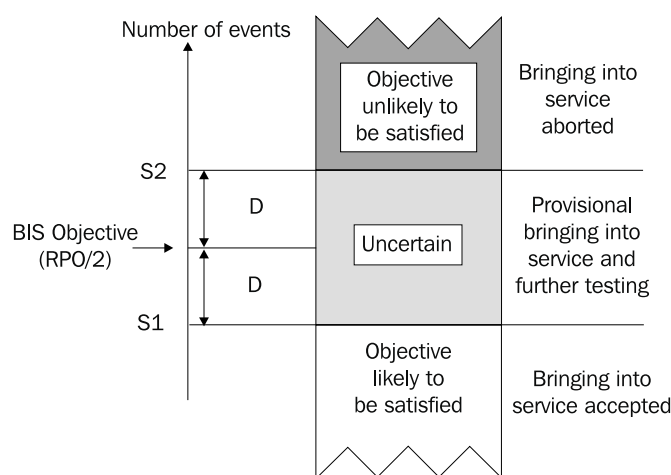 Number of events
Objective
unlikely to
be satisfied
Bringing into
service
aborted
S2
D
BIS Objective
(RPO/2)
Uncertain
Provisional
bringing into
service and
further testing
D
S1
Objective
likely to
be satisfied
Bringing into
service accepted